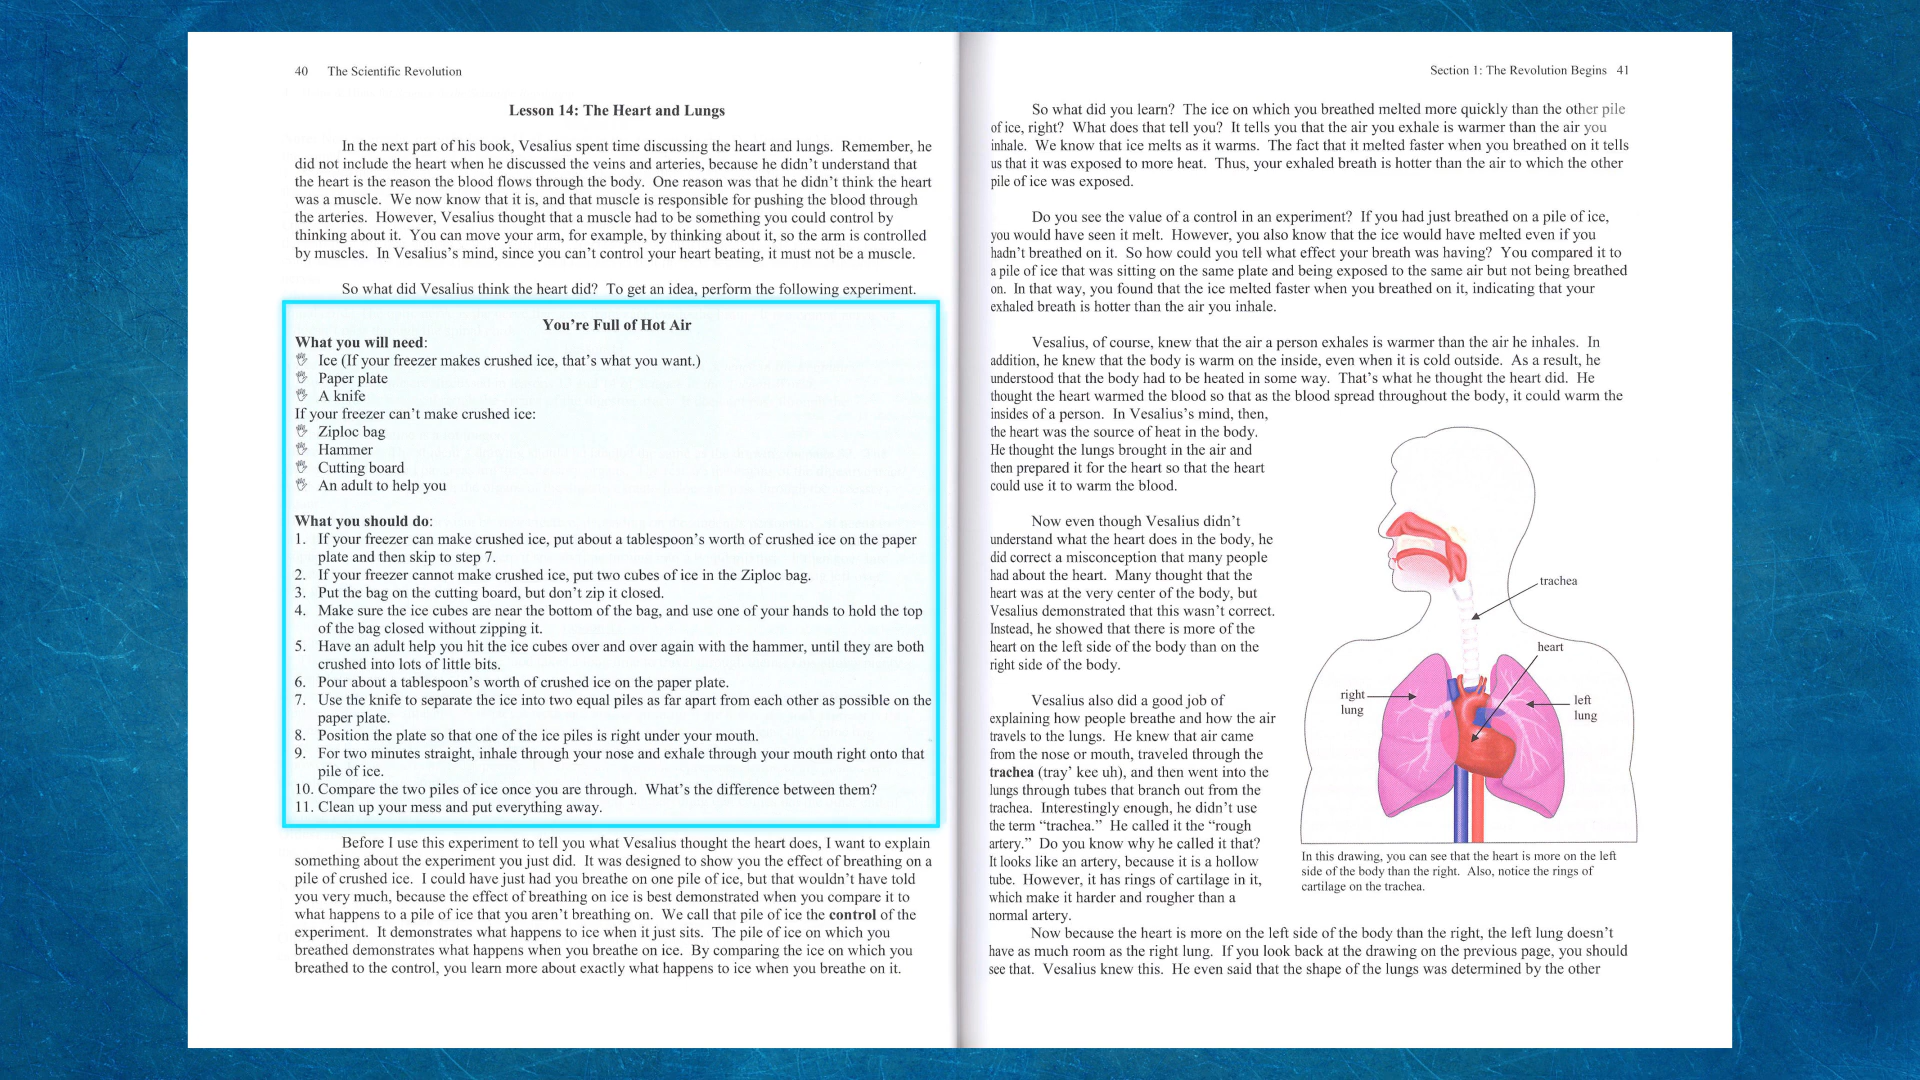 40 The Scientific Revolution
Lesson 14: The Heart and Lungs
In the next part of his book, Vesalius spent time discussing the heart and lungs. Remember, he
did not include the heart when he discussed the veins and arteries, because he didn't understand that
the heart is the reason the blood flows through the body. One reason was that he didn't think the heart
was a muscle. We now know that it is, and that muscle is responsible for pushing the blood through
the arteries. However, Vesalius thought that a muscle had to be something you could control by
thinking about it. You can move your arm, for example, by thinking about it, so the arm is controlled
by muscles. In Vesalius's mind, since you can't control your heart beating, it must not be a muscle.
So what did Vesalius think the heart did? To get an idea, perform the following experiment.
You're Full of Hot Air
What you will need:
Ice (If your freezer makes crushed ice, that's what you want.)
Paper plate
A knife
If your freezer can't make crushed ice:
Ziploc bag
Hammer
Cutting board
An adult to help you
What you should do:
1. If your freezer can make crushed ice, put about a tablespoon's worth of crushed ice on the paper
plate and then skip to step 7.
2. If your freezer cannot make crushed ice, put two cubes of ice in the Ziploc bag.
3. Put the bag on the cutting board, but don't zip it closed.
4. Make sure the ice cubes are near the bottom of the bag, and use one of your hands to hold the top
of the bag closed without zipping it.
5. Have an adult help you hit the ice cubes over and over again with the hammer, until they are both
crushed into lots of little bits.
6. Pour about a tablespoon's worth of crushed ice on the paper plate.
7. Use the knife to separate the ice into two equal piles as far apart from each other as possible on the
paper plate.
8. Position the plate so that one of the ice piles is right under your mouth.
9. For two minutes straight, inhale through your nose and exhale through your mouth right onto that
pile of ice.
10. Compare the two piles of ice once you are through. What's the difference between them?
11. Clean up your mess and put everything away.
Before I use this experiment to tell you what Vesalius thought the heart does, I want to explain
something about the experiment you just did. It was designed to show you the effect of breathing on a
pile of crushed ice. I could have just had you breathe on one pile of ice, but that wouldn't have told
you very much, because the effect of breathing on ice is best demonstrated when you compare it to
what happens to a pile of ice that you aren't breathing on. We call that pile of ice the control of the
experiment. It demonstrates what happens to ice when it just sits. The pile of ice on which you
breathed demonstrates what happens when you breathe on ice. By comparing the ice on which you
breathed to the control, you learn more about exactly what happens to ice when you breathe on it.
Section 1: The Revolution Begins 41
So what did you learn? The ice on which you breathed melted more quickly than the other pile
of ice, right? What does that tell you? It tells you that the air you exhale is warmer than the air you
inhale. We know that ice melts as it warms. The fact that it melted faster when you breathed on it tells
us that it was exposed to more heat. Thus, your exhaled breath is hotter than the air to which the other
pile of ice was exposed.
Do you see the value of a control in an experiment? If you had just breathed on a pile of ice,
you would have seen it melt. However, you also know that the ice would have melted even if you
hadn't breathed on it. So how could you tell what effect your breath was having? You compared it to
a pile of ice that was sitting on the same plate and being exposed to the same air but not being breathed
on. In that way, you found that the ice melted faster when you breathed on it, indicating that your
exhaled breath is hotter than the air you inhale.
Vesalius, of course, knew that the air a person exhales is warmer than the air he inhales. In
addition, he knew that the body is warm on the inside, even when it is cold outside. As a result, he
understood that the body had to be heated in some way. That's what he thought the heart did. He
thought the heart warmed the blood so that as the blood spread throughout the body, it could warm the
insides of a person. In Vesalius's mind, then,
the heart was the source of heat in the body.
He thought the lungs brought in the air and
then prepared it for the heart so that the heart
could use it to warm the blood.
Now even though Vesalius didn't
understand what the heart does in the body, he
did correct a misconception that many people
had about the heart. Many thought that the
heart was at the very center of the body, but
Vesalius demonstrated that this wasn't correct.
Instead, he showed that there is more of the
heart on the left side of the body than on the
right side of the body.
Vesalius also did a good job of
explaining how people breathe and how the air
travels to the lungs. He knew that air came
from the nose or mouth, traveled through the
trachea (tray' kee uh), and then went into the
lungs through tubes that branch out from the
trachea. Interestingly enough, he didn't use
the term "trachea." He called it the "rough
artery." Do you know why he called it that?
It looks like an artery, because it is a hollow
tube. However, it has rings of cartilage in it,
which make it harder and rougher than a
normal artery.
trachea
heart
right
lung
left
lung
In this drawing, you can see that the heart is more on the left
side of the body than the right. Also, notice the rings of
cartilage on the trachea.
Now because the heart is more on the left side of the body than the right, the left lung doesn't
have as much room as the right lung. If you look back at the drawing on the previous page, you should
see that. Vesalius knew this. He even said that the shape of the lungs was determined by the other